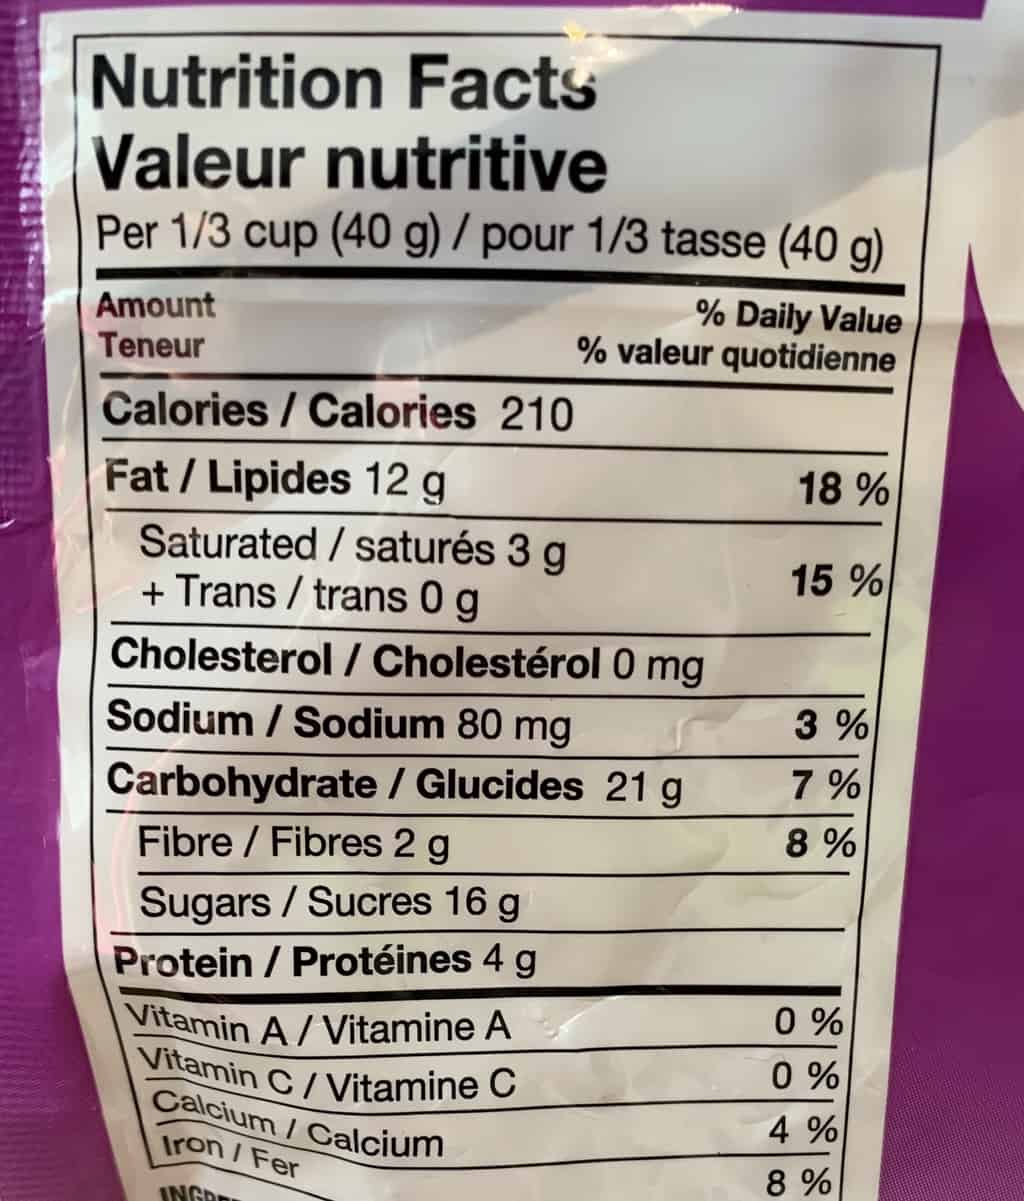 Nutrition Facts
Valeur nutritive
Per 1/3 cup (40 g) / pour 1/3 tasse (40 g)
Amount % Daily Value
Teneur % valeur quotidienne
Calories / Calories 210
Fat / Lipides 12 g 18 %
Saturated / saturés 3 g
+ Trans / trans 0 g 15 %
Cholesterol / Cholestérol 0 mg
Sodium / Sodium 80 mg 3 %
Carbohydrate / Glucides 21 g 7 %
Fibre / Fibres 2 g 8 %
Sugars / Sucres 16 g
Protein / Protéines 4 g
Vitamin A / Vitamine A 0 %
Vitamin C / Vitamine C 0 %
Calcium / Calcium 4 %
Iron / Fer 8 %